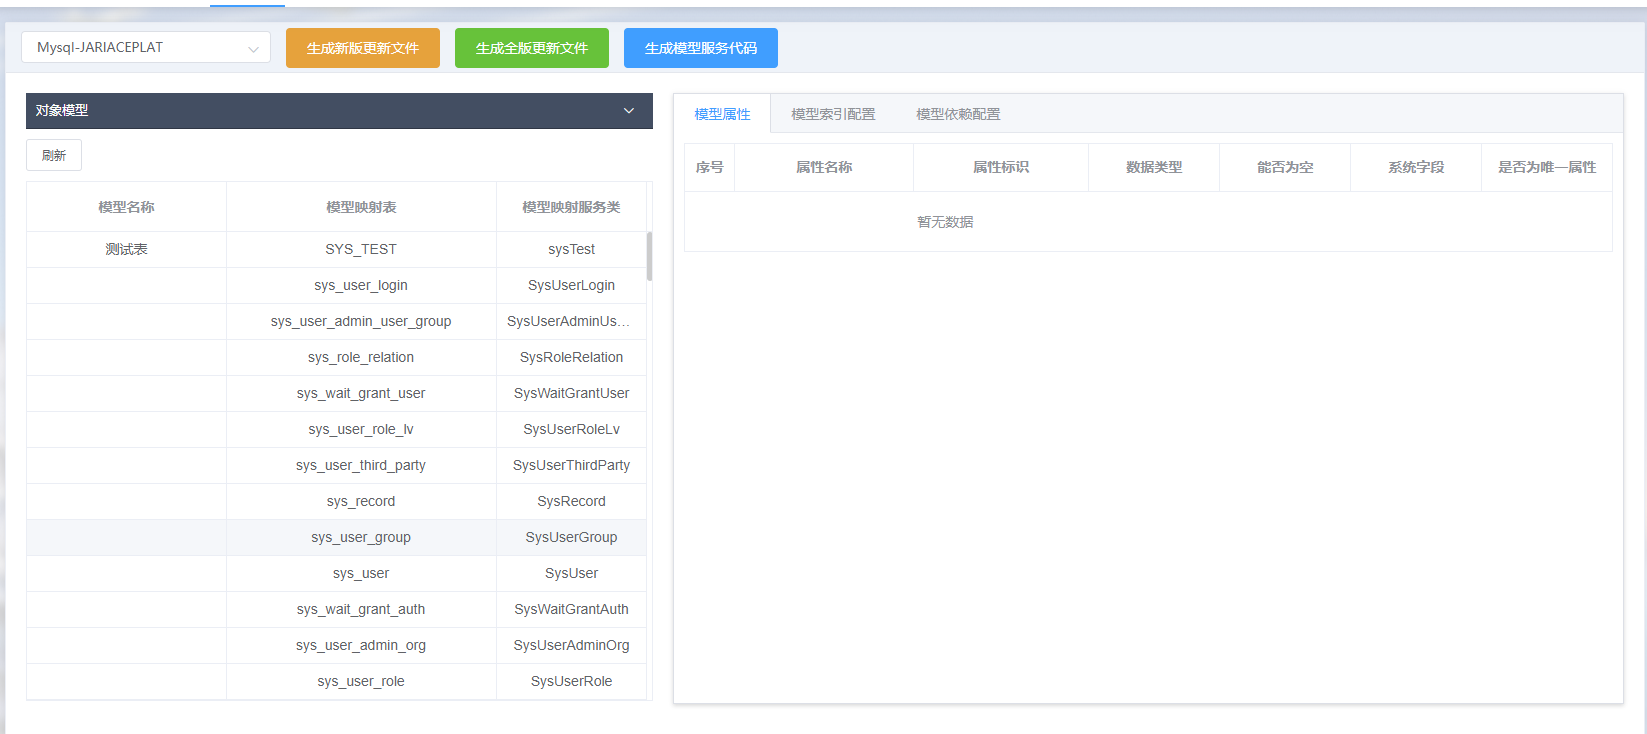 Mysql-JARIACEPLAT 生成新版更新文件 生成全版更新文件 生成模型服务代码
对象模型
刷新
模型名称 模型映射表 模型映射服务类
测试表 SYS_TEST sysTest
sys_user_login SysUserLogin
sys_user_admin_user_group SysUserAdminUs...
sys_role_relation SysRoleRelation
sys_wait_grant_user SysWaitGrantUser
sys_user_role_lv SysUserRoleLv
sys_user_third_party SysUserThirdParty
sys_record SysRecord
sys_user_group SysUserGroup
sys_user SysUser
sys_wait_grant_auth SysWaitGrantAuth
sys_user_admin_org SysUserAdminOrg
sys_user_role SysUserRole
模型属性 模型索引配置 模型依赖配置
序号 属性名称 属性标识 数据类型 能否为空 系统字段 是否为唯一属性
暂无数据